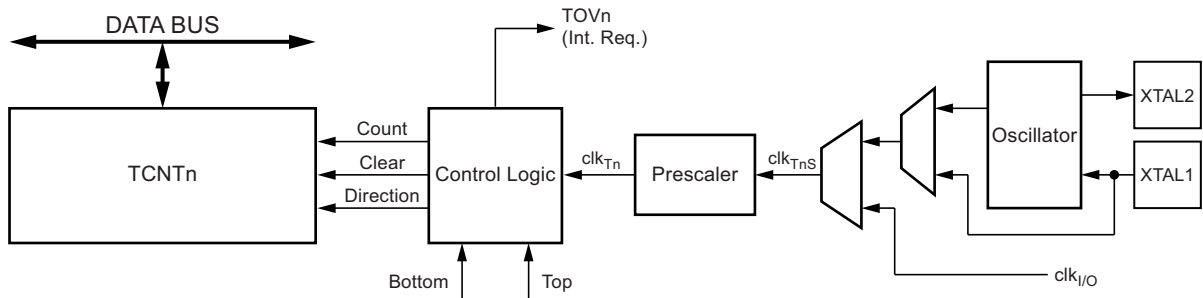 DATA BUS
TOVn
(Int. Req.)
TCNTn
Count
Clear
Direction
Control Logic
clkTn
Prescaler
clkTnS
Oscillator
XTAL2
XTAL1
Bottom
Top
clkI/O